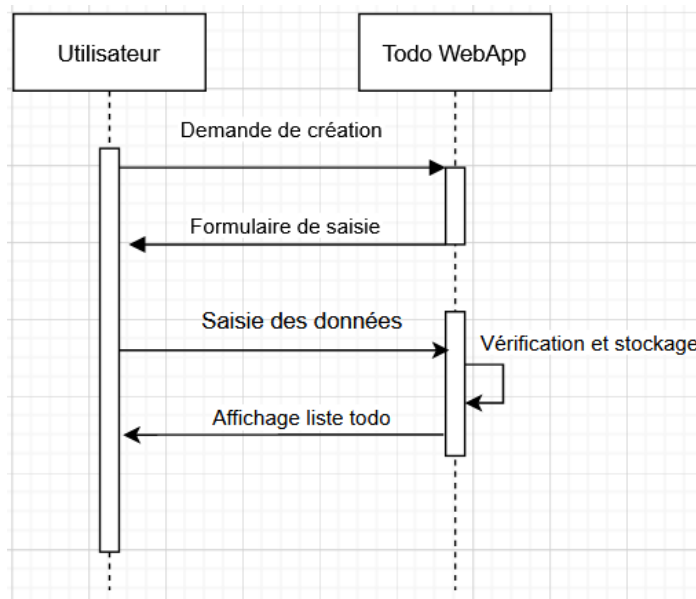 Utilisateur
Todo WebApp
Demande de création
Formulaire de saisie
Saisie des données
Vérification et stockage
Affichage liste todo